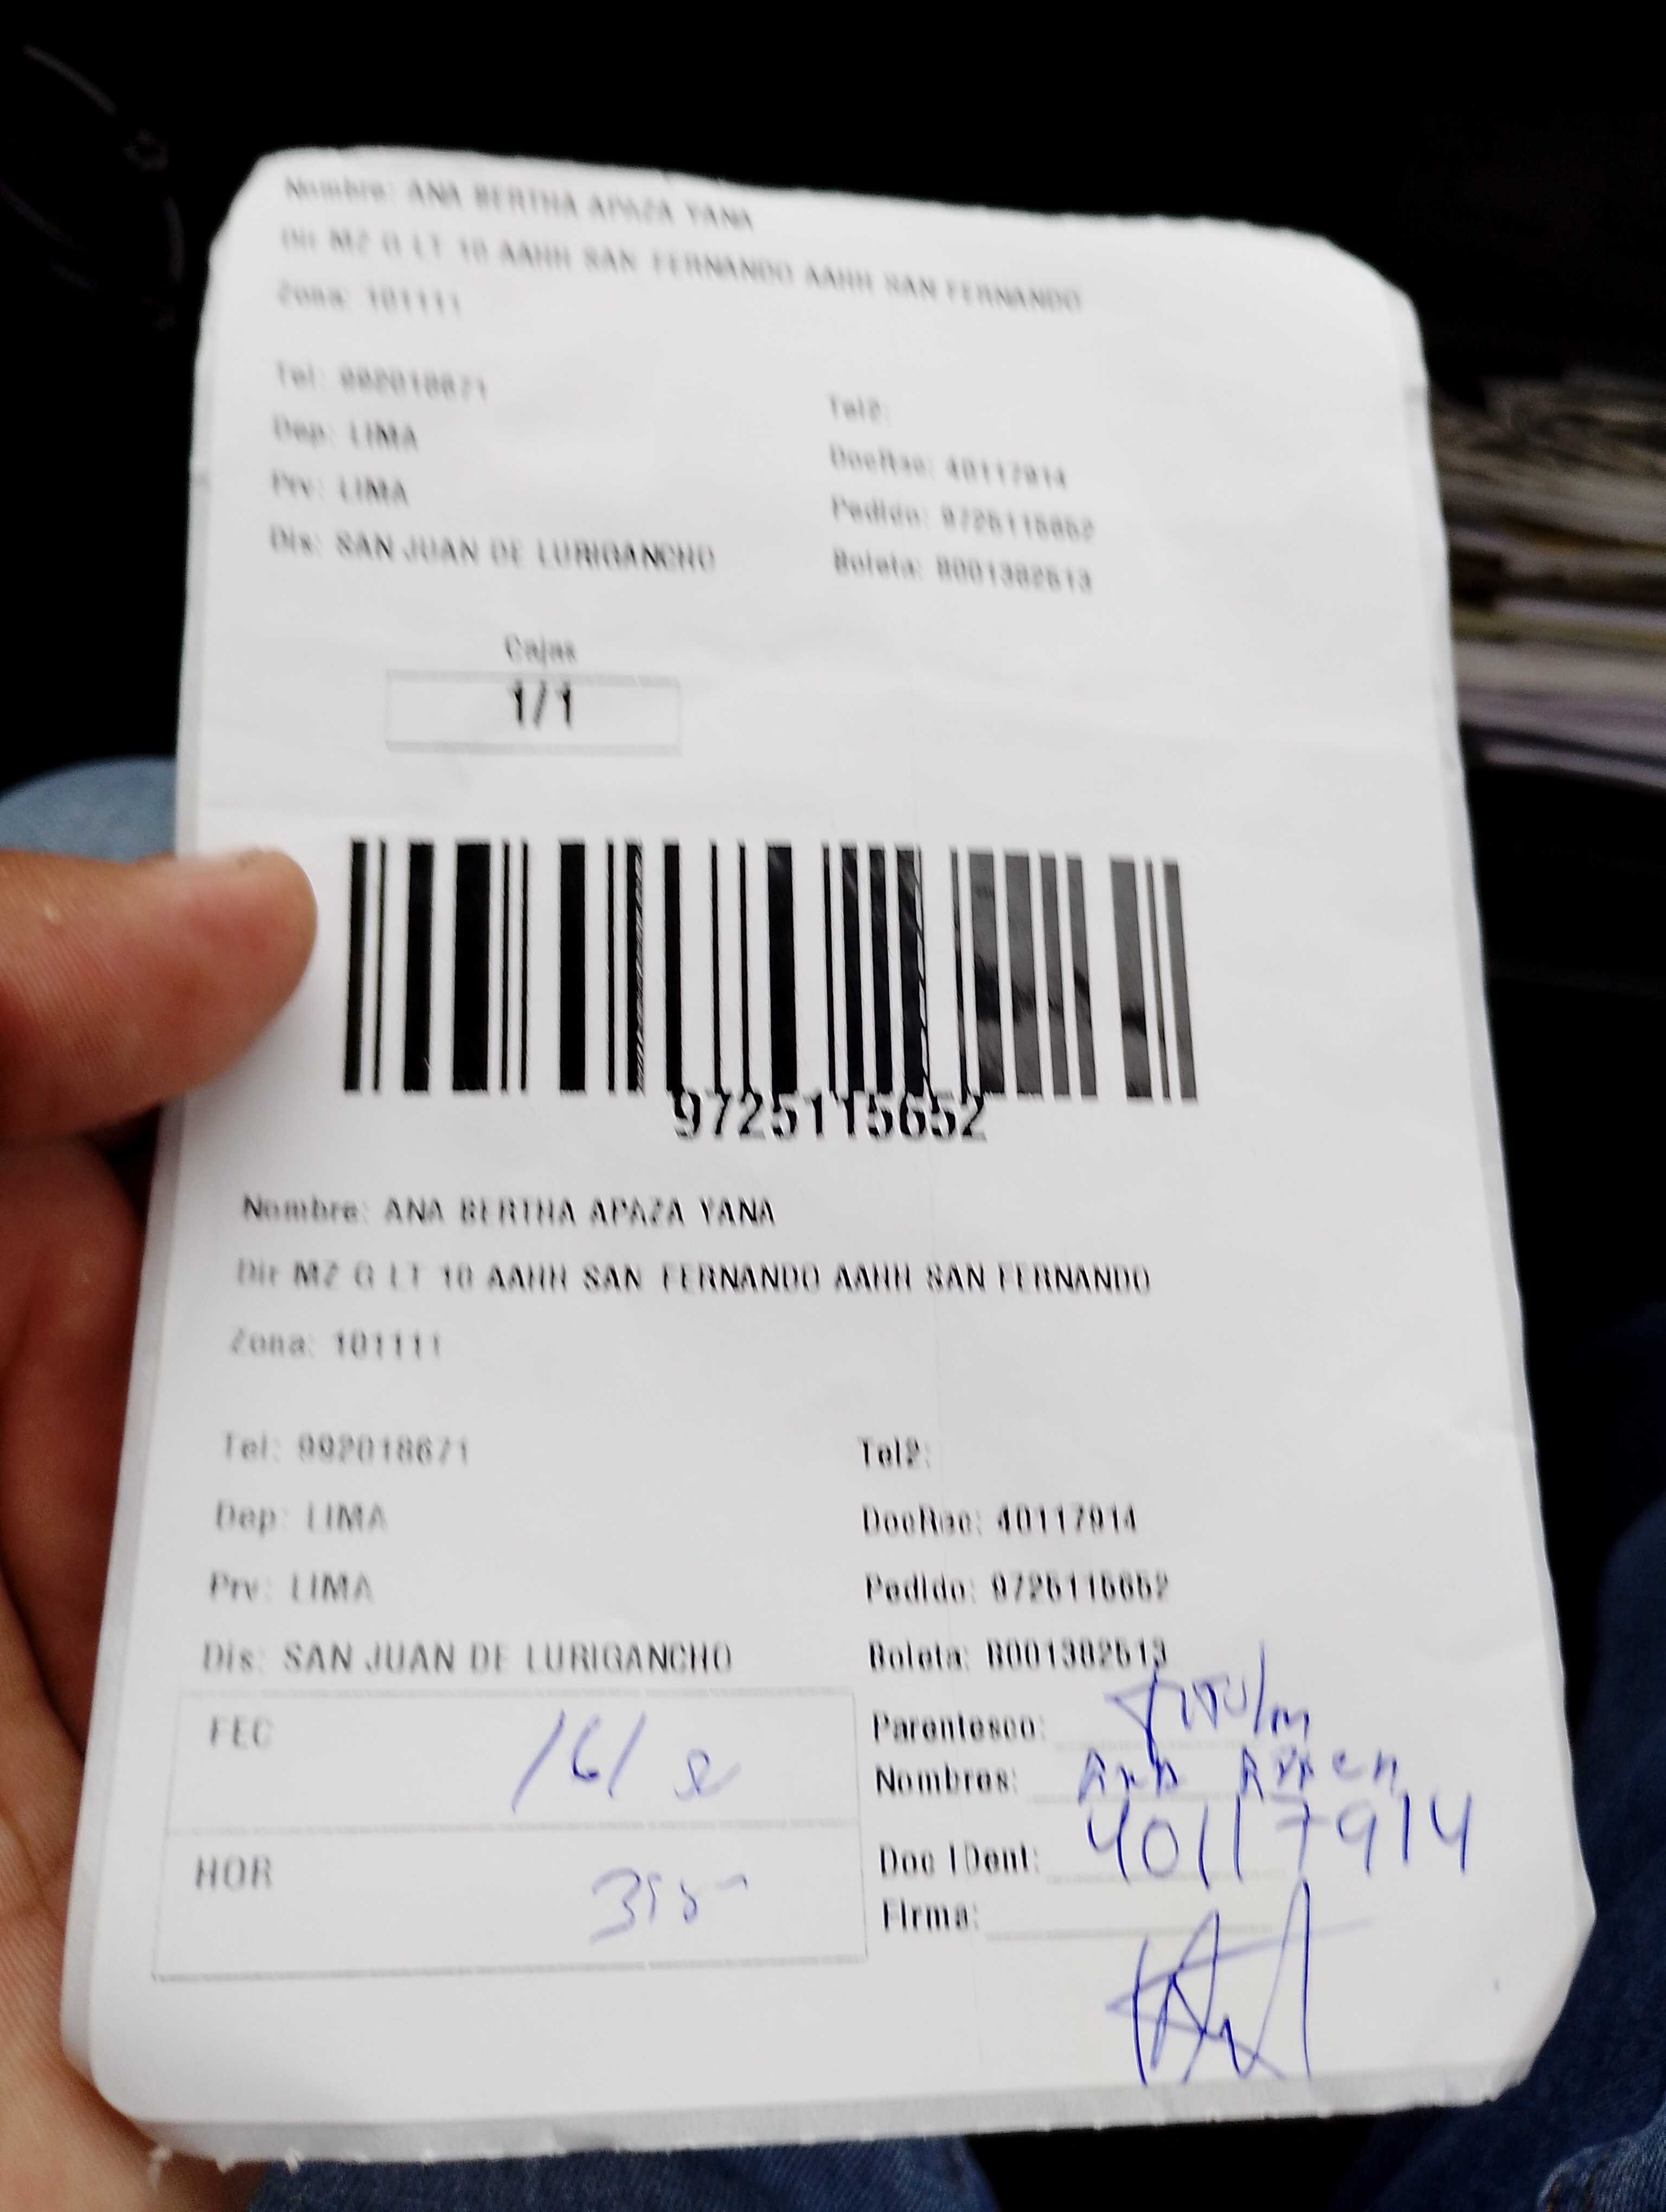 Nombre: ANA BERTHA APAZA YANA
Dir MZ G LT 10 AAHH SAN FERNANDO AAHH SAN FERNANDO
Zona: 101111
Tel: 992018671
Tel2:
Dep: LIMA
DocRac: 40117914
Prv: LIMA
Pedido: 9725115652
Dis: SAN JUAN DE LURIGANCHO
Boleta: B001382513
Cajas
1/1
9725115652
Nombre: ANA BERTHA APAZA YANA
Dir MZ G LT 10 AAHH SAN FERNANDO AAHH SAN FERNANDO
Zona: 101111
Tel: 992018671
Tel2:
Dep: LIMA
DocRac: 40117914
Prv: LIMA
Pedido: 9725115652
Dis: SAN JUAN DE LURIGANCHO
Boleta: B001382513
FEC
Parentesco:
Nombres: Ana
HOR
Doc IDent: 40117914
Firma: